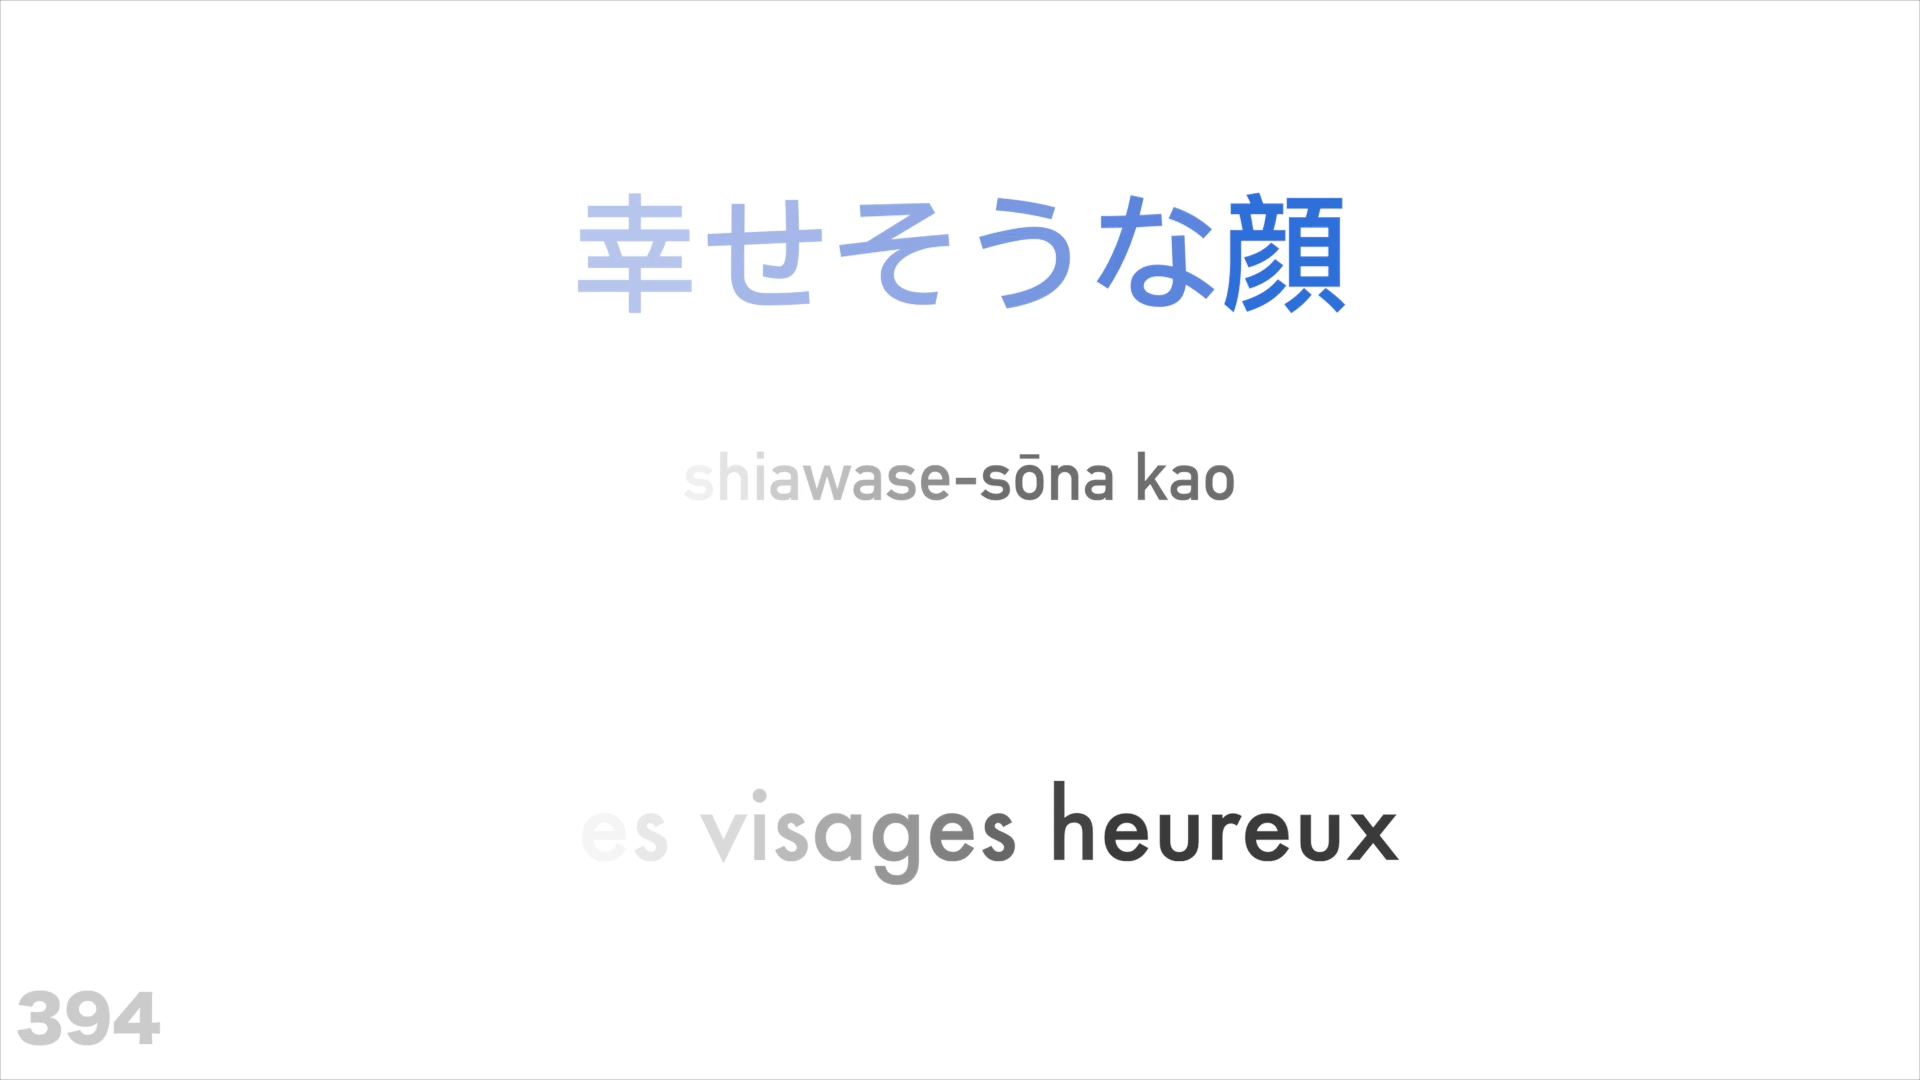 幸せそうな顔
shiawase-sōna kao
es visages heureux
394